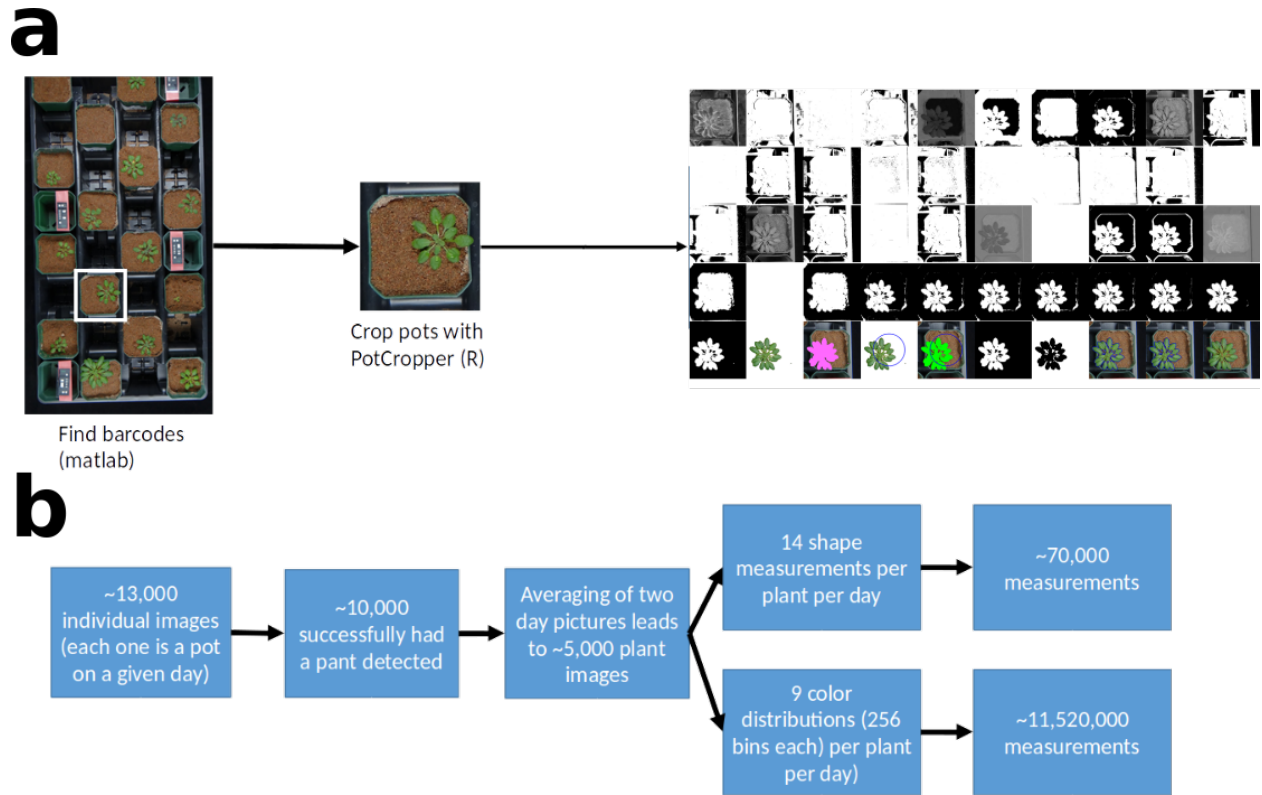 a
Find barcodes
(matlab)
Crop pots with
PotCropper (R)
b
~13,000
individual images
(each one is a pot
on a given day)
~10,000
successfully had
a pant detected
Averaging of two
day pictures leads
to ~5,000 plant
images
14 shape
measurements per
plant per day
~70,000
measurements
9 color
distributions (256
bins each) per plant
per day)
~11,520,000
measurements